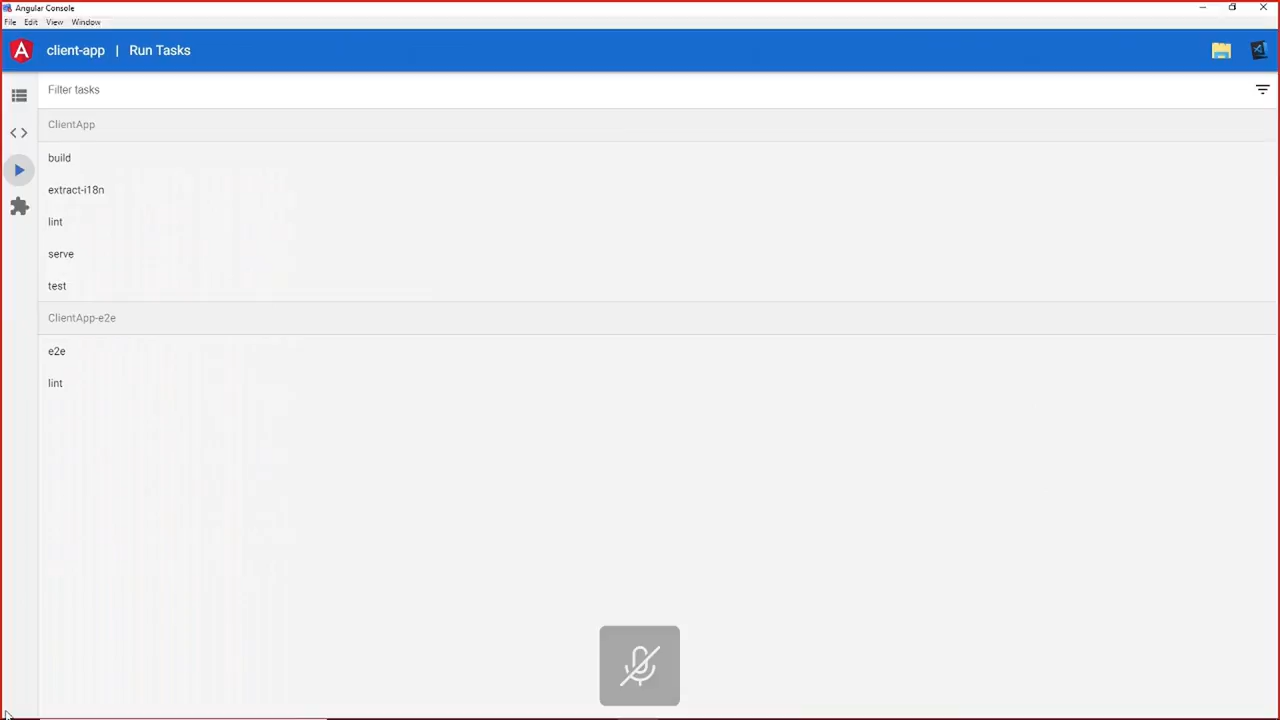 Angular Console
File Edit View Window
client-app | Run Tasks
Filter tasks
ClientApp
build
extract-i18n
lint
serve
test
ClientApp-e2e
e2e
lint